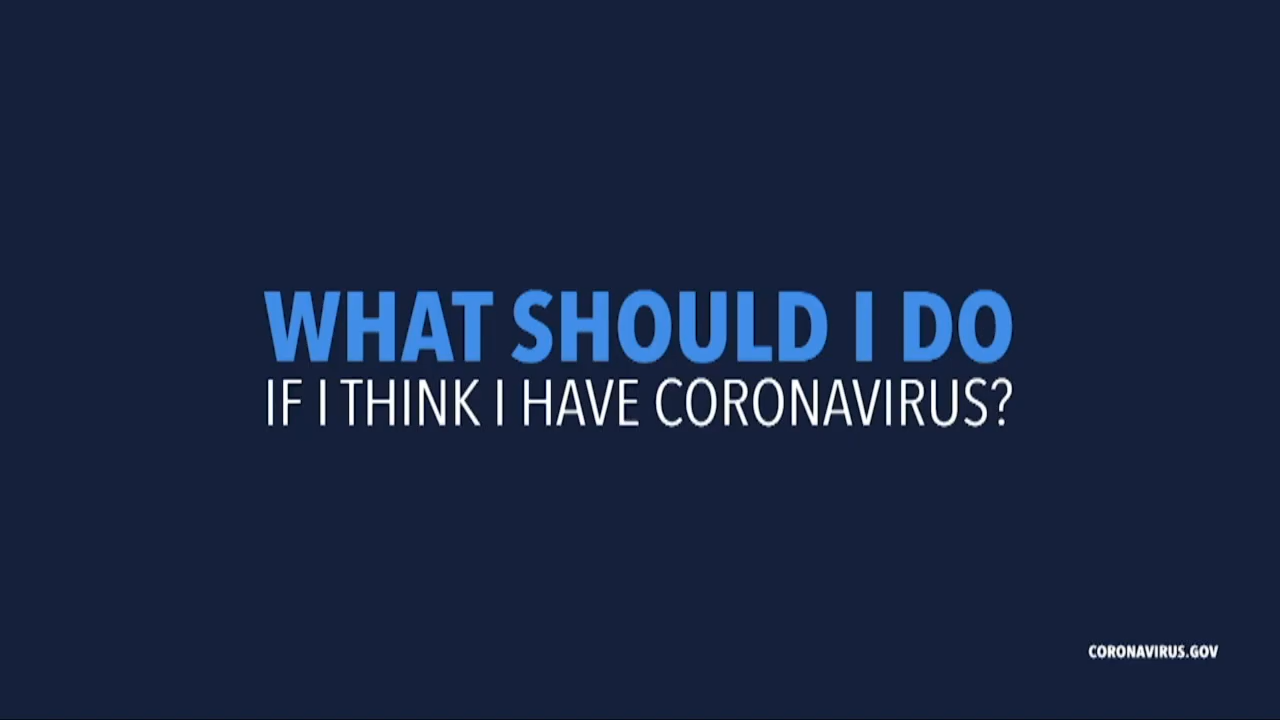 WHAT SHOULD I DO
IF I THINK I HAVE CORONAVIRUS?
CORONAVIRUS.GOV